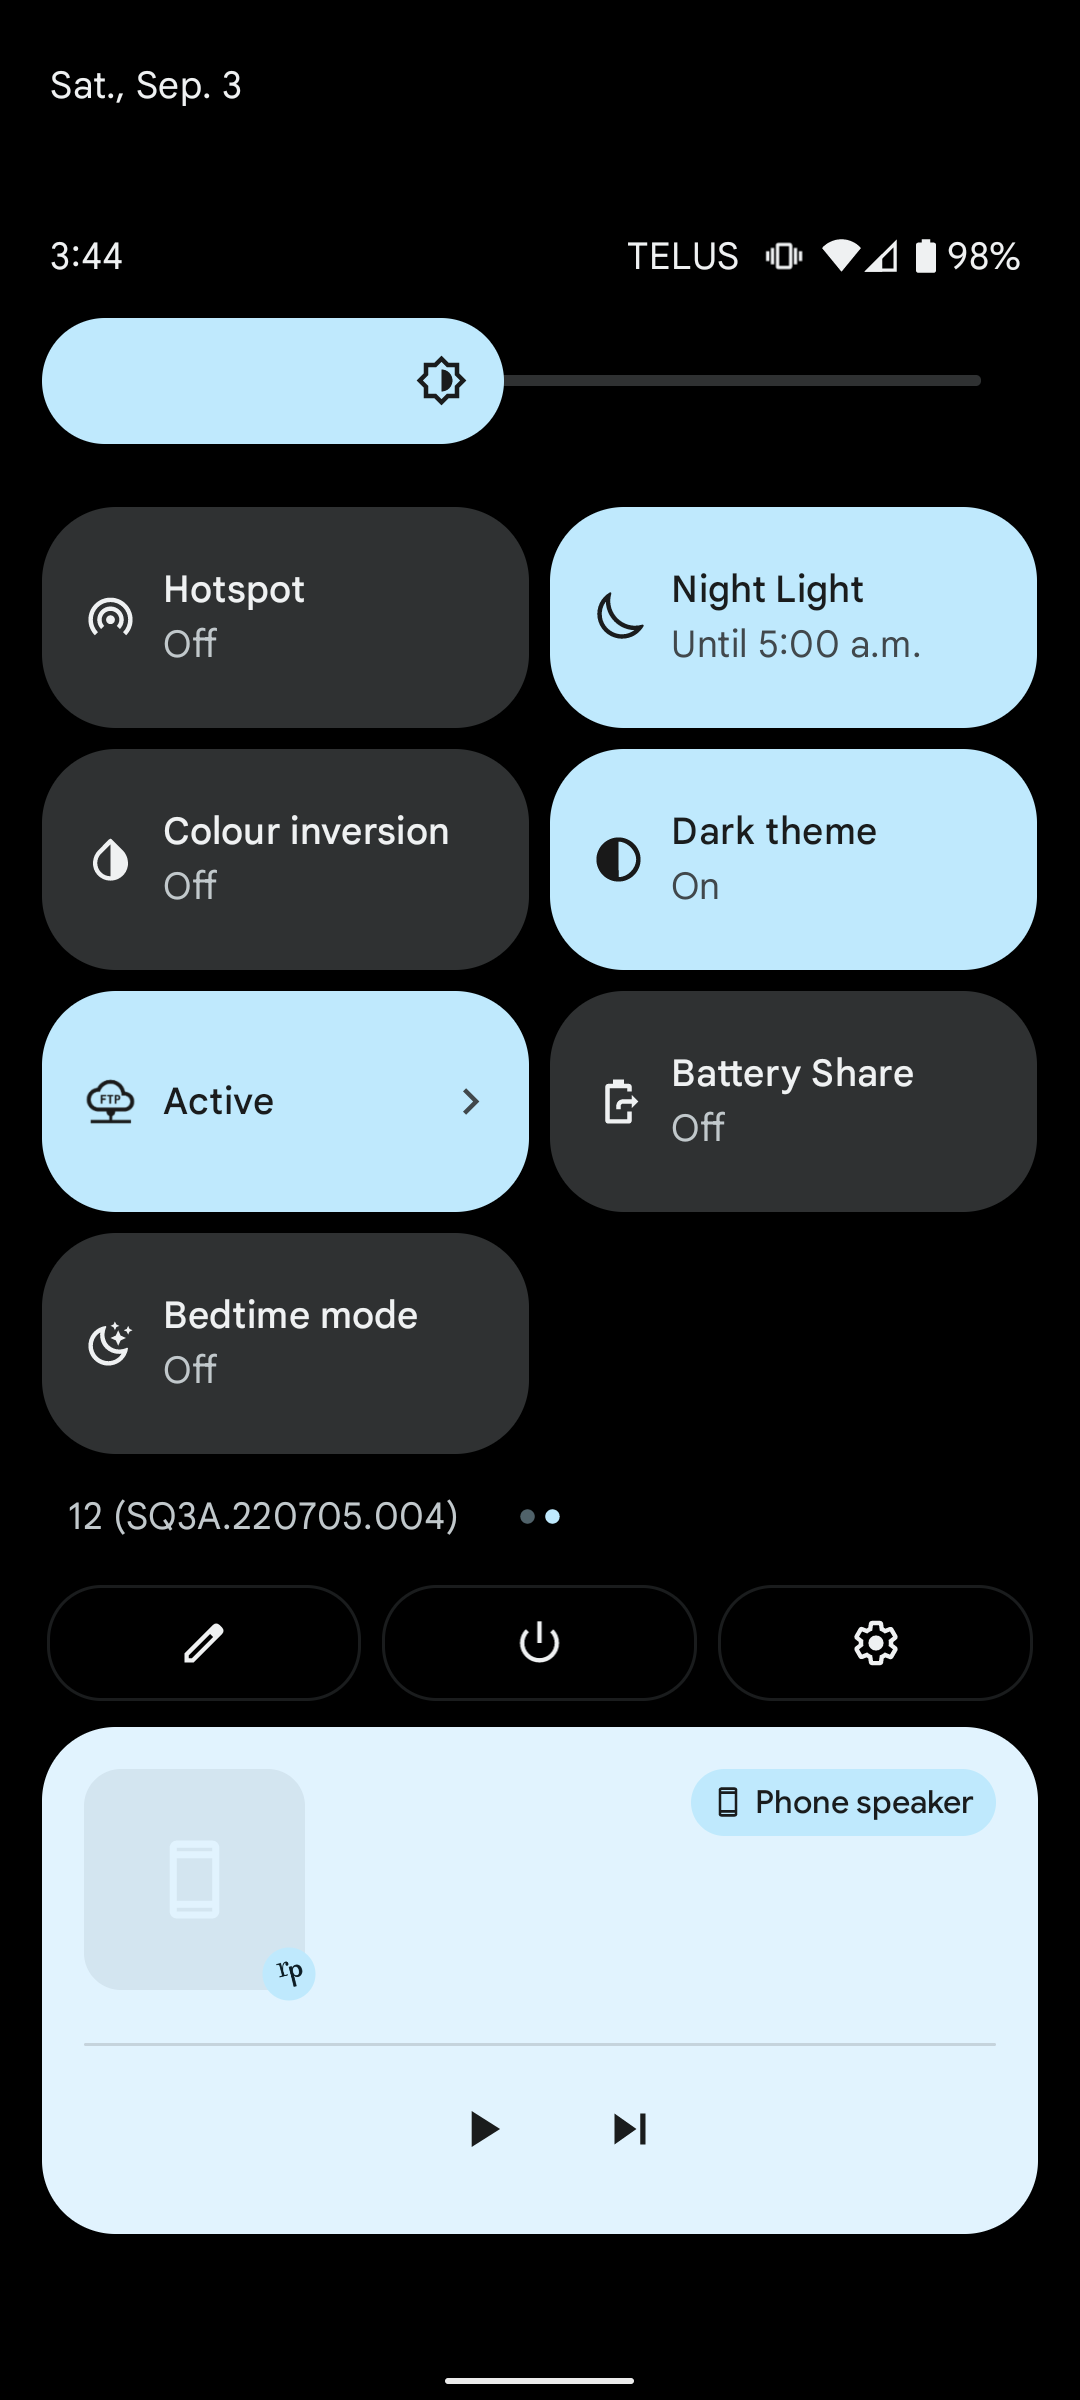 Sat., Sep. 3
3:44
TELUS 98%
Hotspot
Off
Night Light
Until 5:00 a.m.
Colour inversion
Off
Dark theme
On
FTP
Active
Battery Share
Off
Bedtime mode
Off
12 (SQ3A.220705.004)
Phone speaker
rp